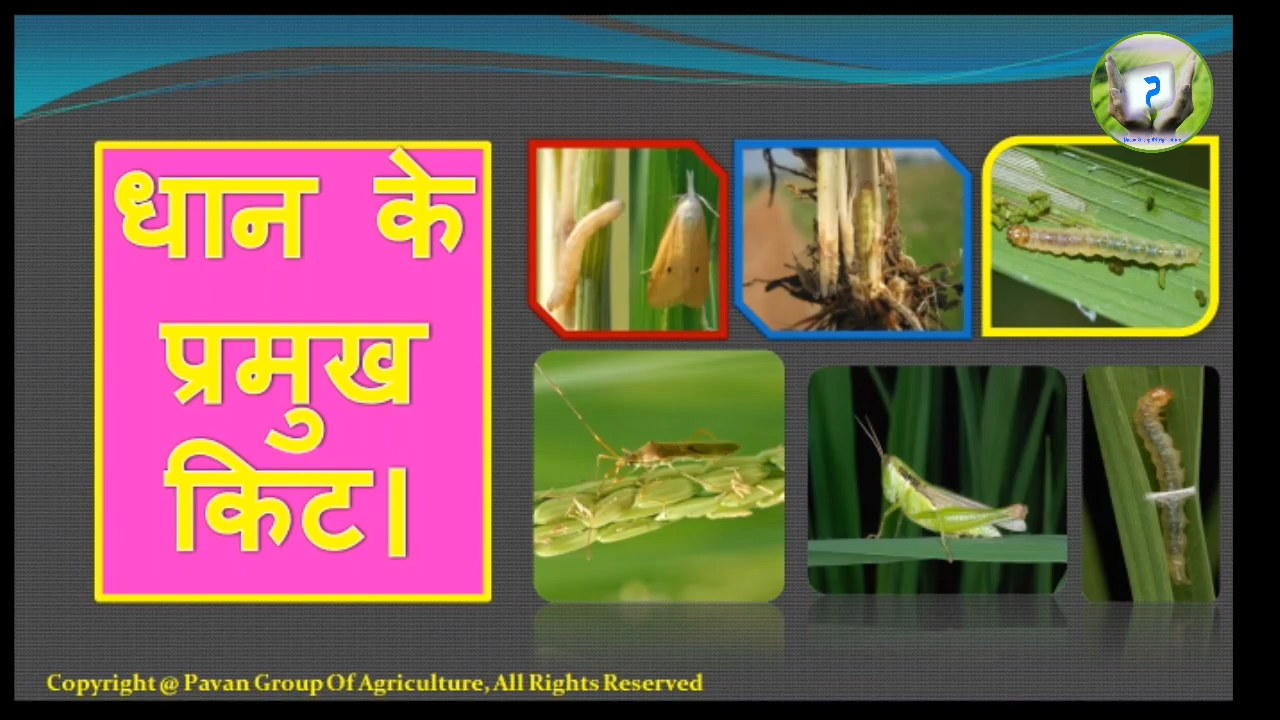 धान के
प्रमुख
किट।
Copyright @ Pavan Group Of Agriculture, All Rights Reserved